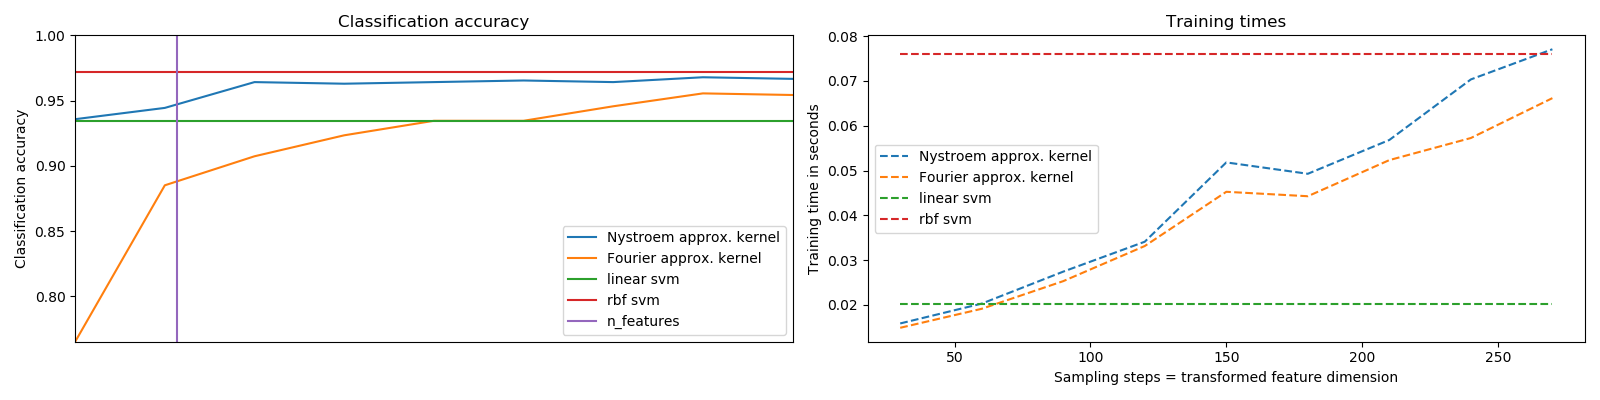 Classification accuracy
1.00
0.95
0.90
0.85
0.80
Classification accuracy
Nystroem approx. kernel
Fourier approx. kernel
linear svm
rbf svm
n_features
Training times
0.08
0.07
0.06
0.05
0.04
0.03
0.02
Training time in seconds
Nystroem approx. kernel
Fourier approx. kernel
linear svm
rbf svm
50 100 150 200 250
Sampling steps = transformed feature dimension